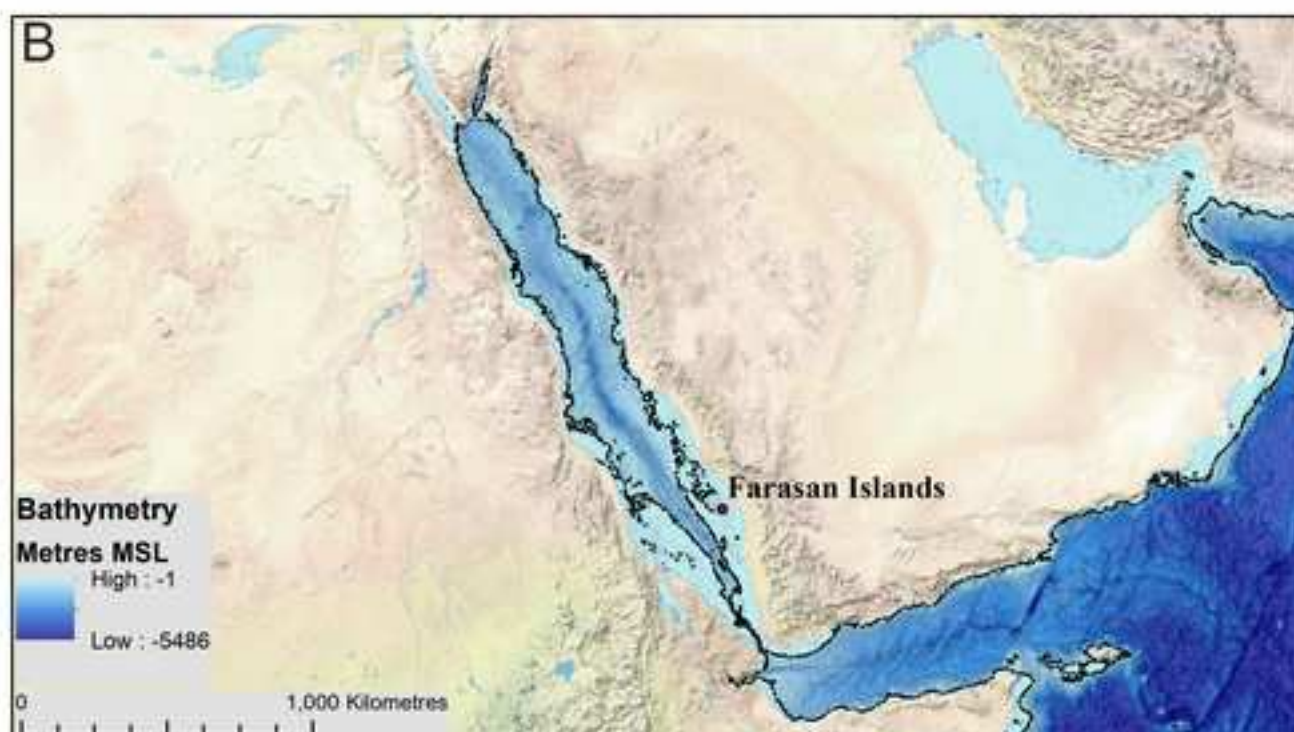 B
Farasan Islands
Bathymetry
Metres MSL
High : -1
Low : -5486
0 1,000 Kilometres